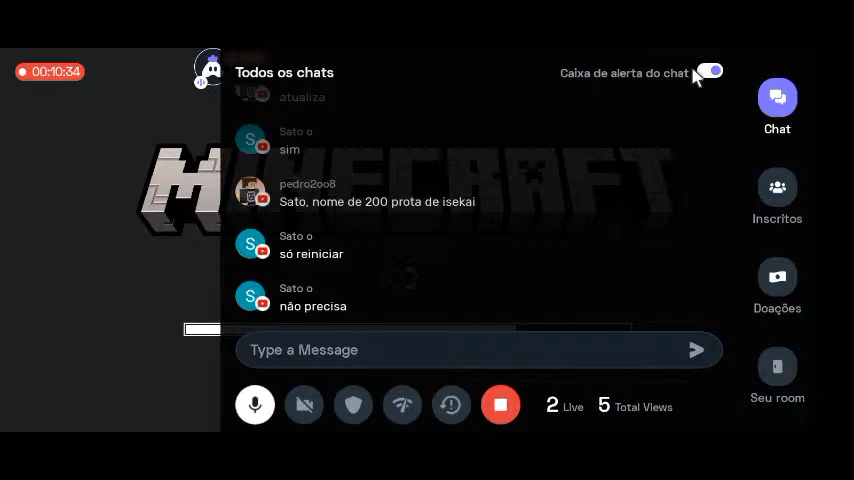 00:10:34
Todos os chats
Caixa de alerta do chat
atualiza
Sato o
sim
MINECRAFT
pedro2oo8
Sato, nome de 200 prota de isekai
Sato o
só reiniciar
Sato o
não precisa
Type a Message
2 Live 5 Total Views
Chat
Inscritos
Doações
Seu room